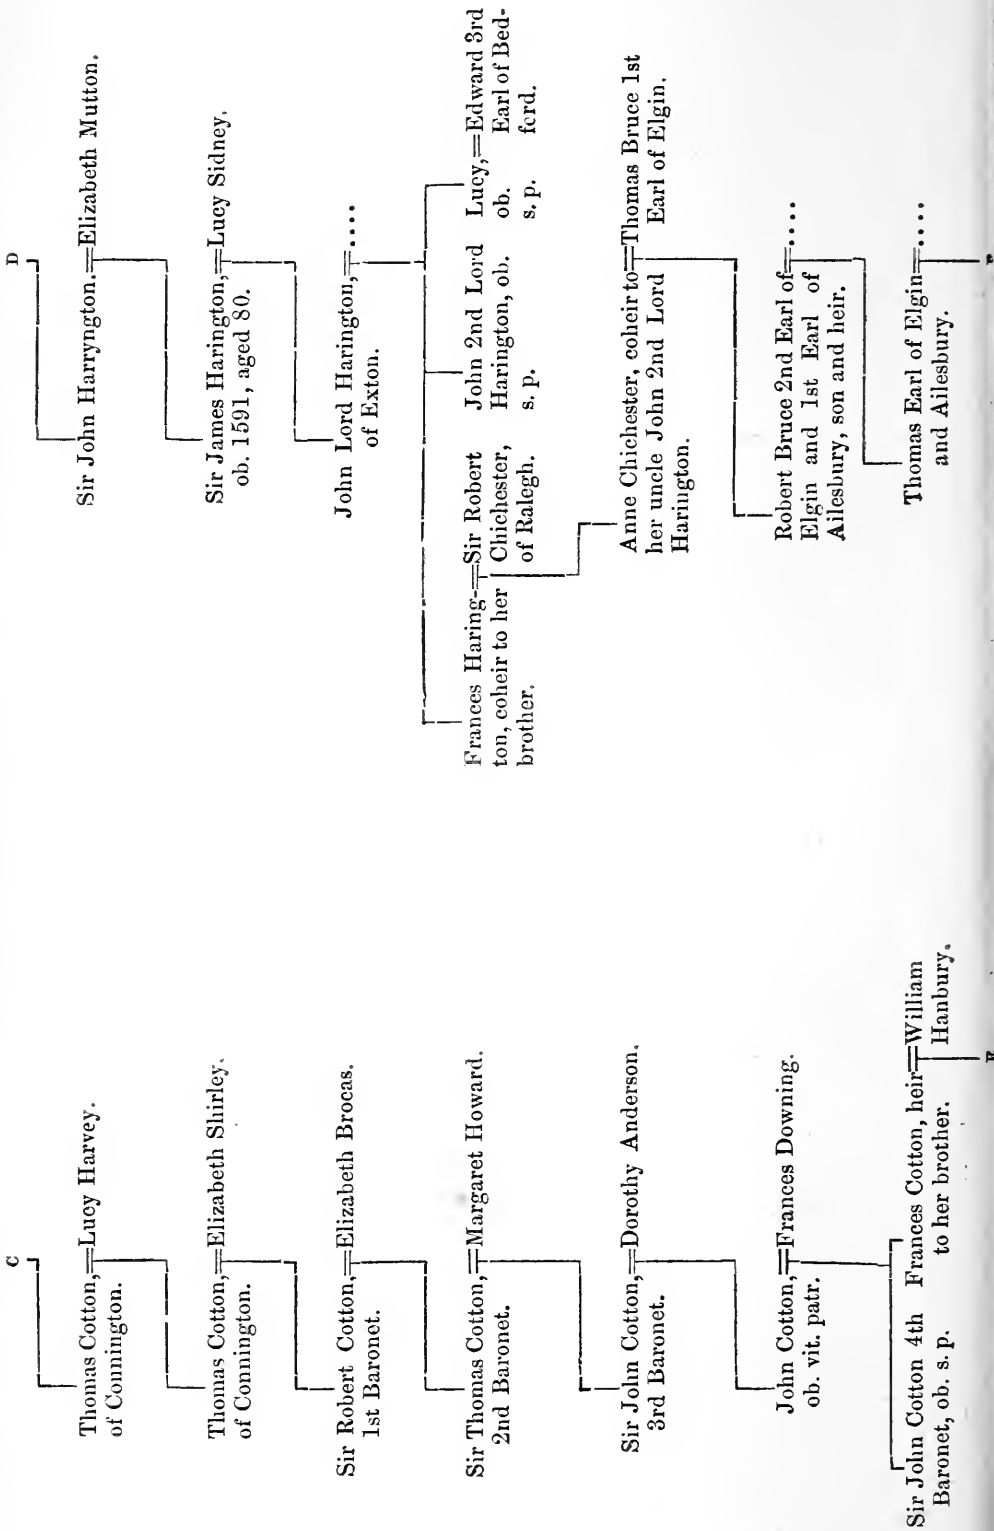 C
Thomas Cotton,=Lucy Harvey.
of Connington.
Thomas Cotton,=Elizabeth Shirley.
of Connington.
Sir Robert Cotton,=Elizabeth Brocas.
1st Baronet.
Sir Thomas Cotton,=Margaret Howard.
2nd Baronet.
Sir John Cotton,=Dorothy Anderson.
3rd Baronet.
John Cotton,=Frances Downing.
ob. vit. patr.
Sir John Cotton 4th
Baronet, ob. s. p.
Frances Cotton, heir=William
to her brother. Hanbury.
D
Sir John Harryngton.=Elizabeth Mutton.
Sir James Harington,=Lucy Sidney.
ob. 1591, aged 80.
John Lord Harington,=....
of Exton.
Frances Haring-=Sir Robert
ton, coheir to her Chichester,
brother. of Ralegh.
John 2nd Lord
Harington, ob.
s. p.
Lucy,=Edward 3rd
ob. Earl of Bed-
s. p. ford.
Anne Chichester, coheir to=Thomas Bruce 1st
her uncle John 2nd Lord Earl of Elgin.
Harington.
Robert Bruce 2nd Earl of=....
Elgin and 1st Earl of
Ailesbury, son and heir.
Thomas Earl of Elgin=....
and Ailesbury.